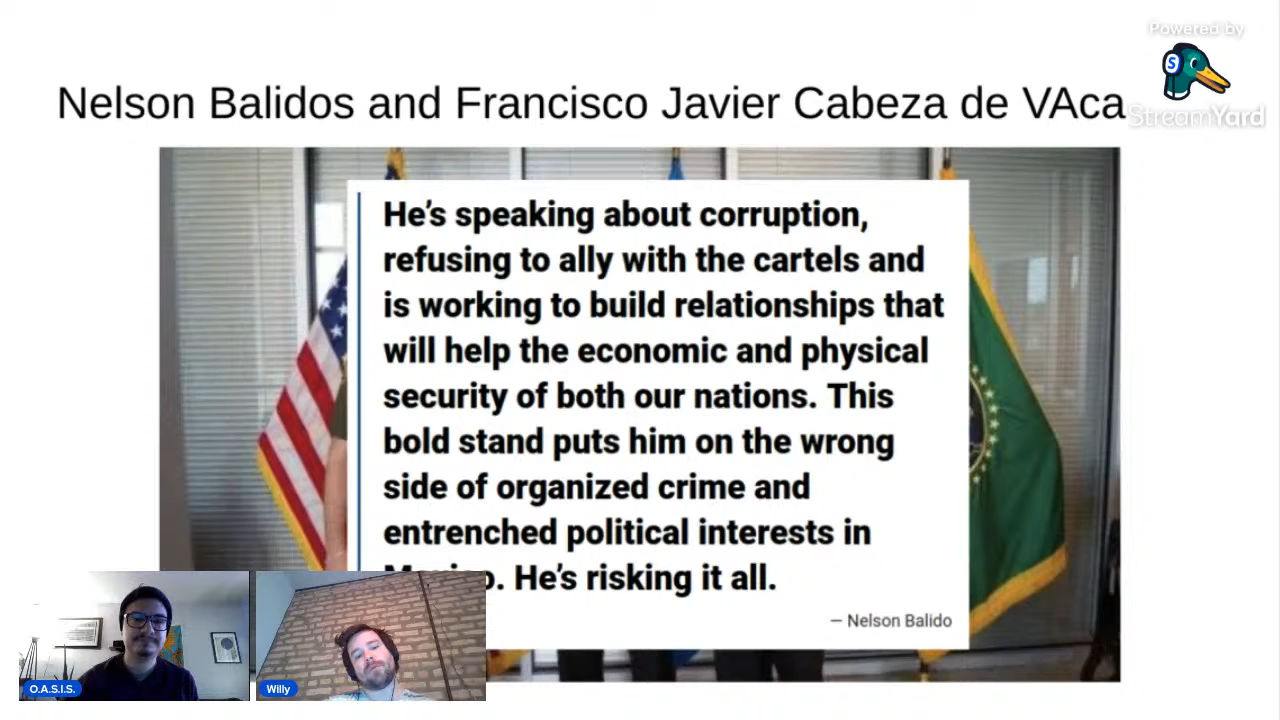 Powered by
StreamYard
Nelson Balidos and Francisco Javier Cabeza de VAca
He's speaking about corruption,
refusing to ally with the cartels and
is working to build relationships that
will help the economic and physical
security of both our nations. This
bold stand puts him on the wrong
side of organized crime and
entrenched political interests in
He's risking it all.
— Nelson Balido
O.A.S.I.S.
Willy